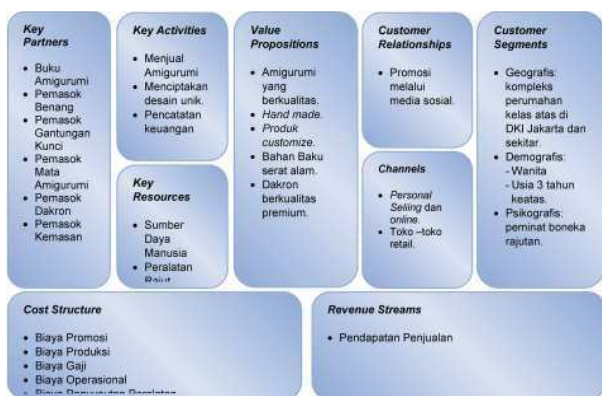 Key
Partners
• Buku
Amigurumi
• Pemasok
Benang
• Pemasok
Gantungan
Kunci
• Pemasok
Mata
Amigurumi
• Pemasok
Dakron
• Pemasok
Kemasan
Key Activities
• Menjual
Amigurumi
• Menciptakan
desain unik.
• Pencatatan
keuangan
Key
Resources
• Sumber
Daya
Manusia
• Peralatan
Rajut
Value
Propositions
• Amigurumi
yang
berkualitas.
• Hand made.
• Produk
customize.
• Bahan Baku
serat alam.
• Dakron
berkualitas
premium.
Customer
Relationships
• Promosi
melalui
media sosial.
Channels
• Personal
Selling dan
online.
• Toko –toko
retail.
Customer
Segments
• Geografis:
kompleks
perumahan
kelas atas di
DKI Jakarta dan
sekitar.
• Demografis:
- Wanita
- Usia 3 tahun
keatas.
• Psikografis:
peminat boneka
rajutan.
Cost Structure
• Biaya Promosi
• Biaya Produksi
• Biaya Gaji
• Biaya Operasional
• Biaya Penyusutan Peralatan
Revenue Streams
• Pendapatan Penjualan